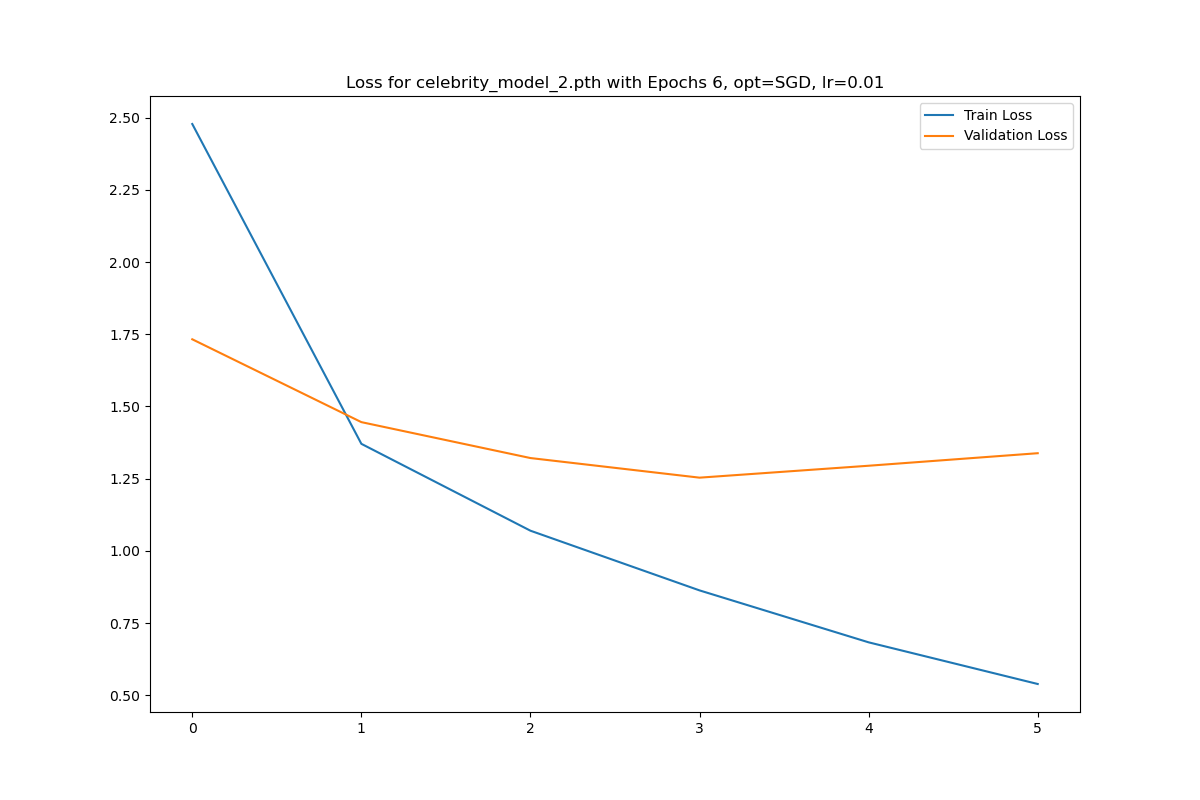 Loss for celebrity_model_2.pth with Epochs 6, opt=SGD, lr=0.01
Train Loss
Validation Loss
2.50
2.25
2.00
1.75
1.50
1.25
1.00
0.75
0.50
0 1 2 3 4 5